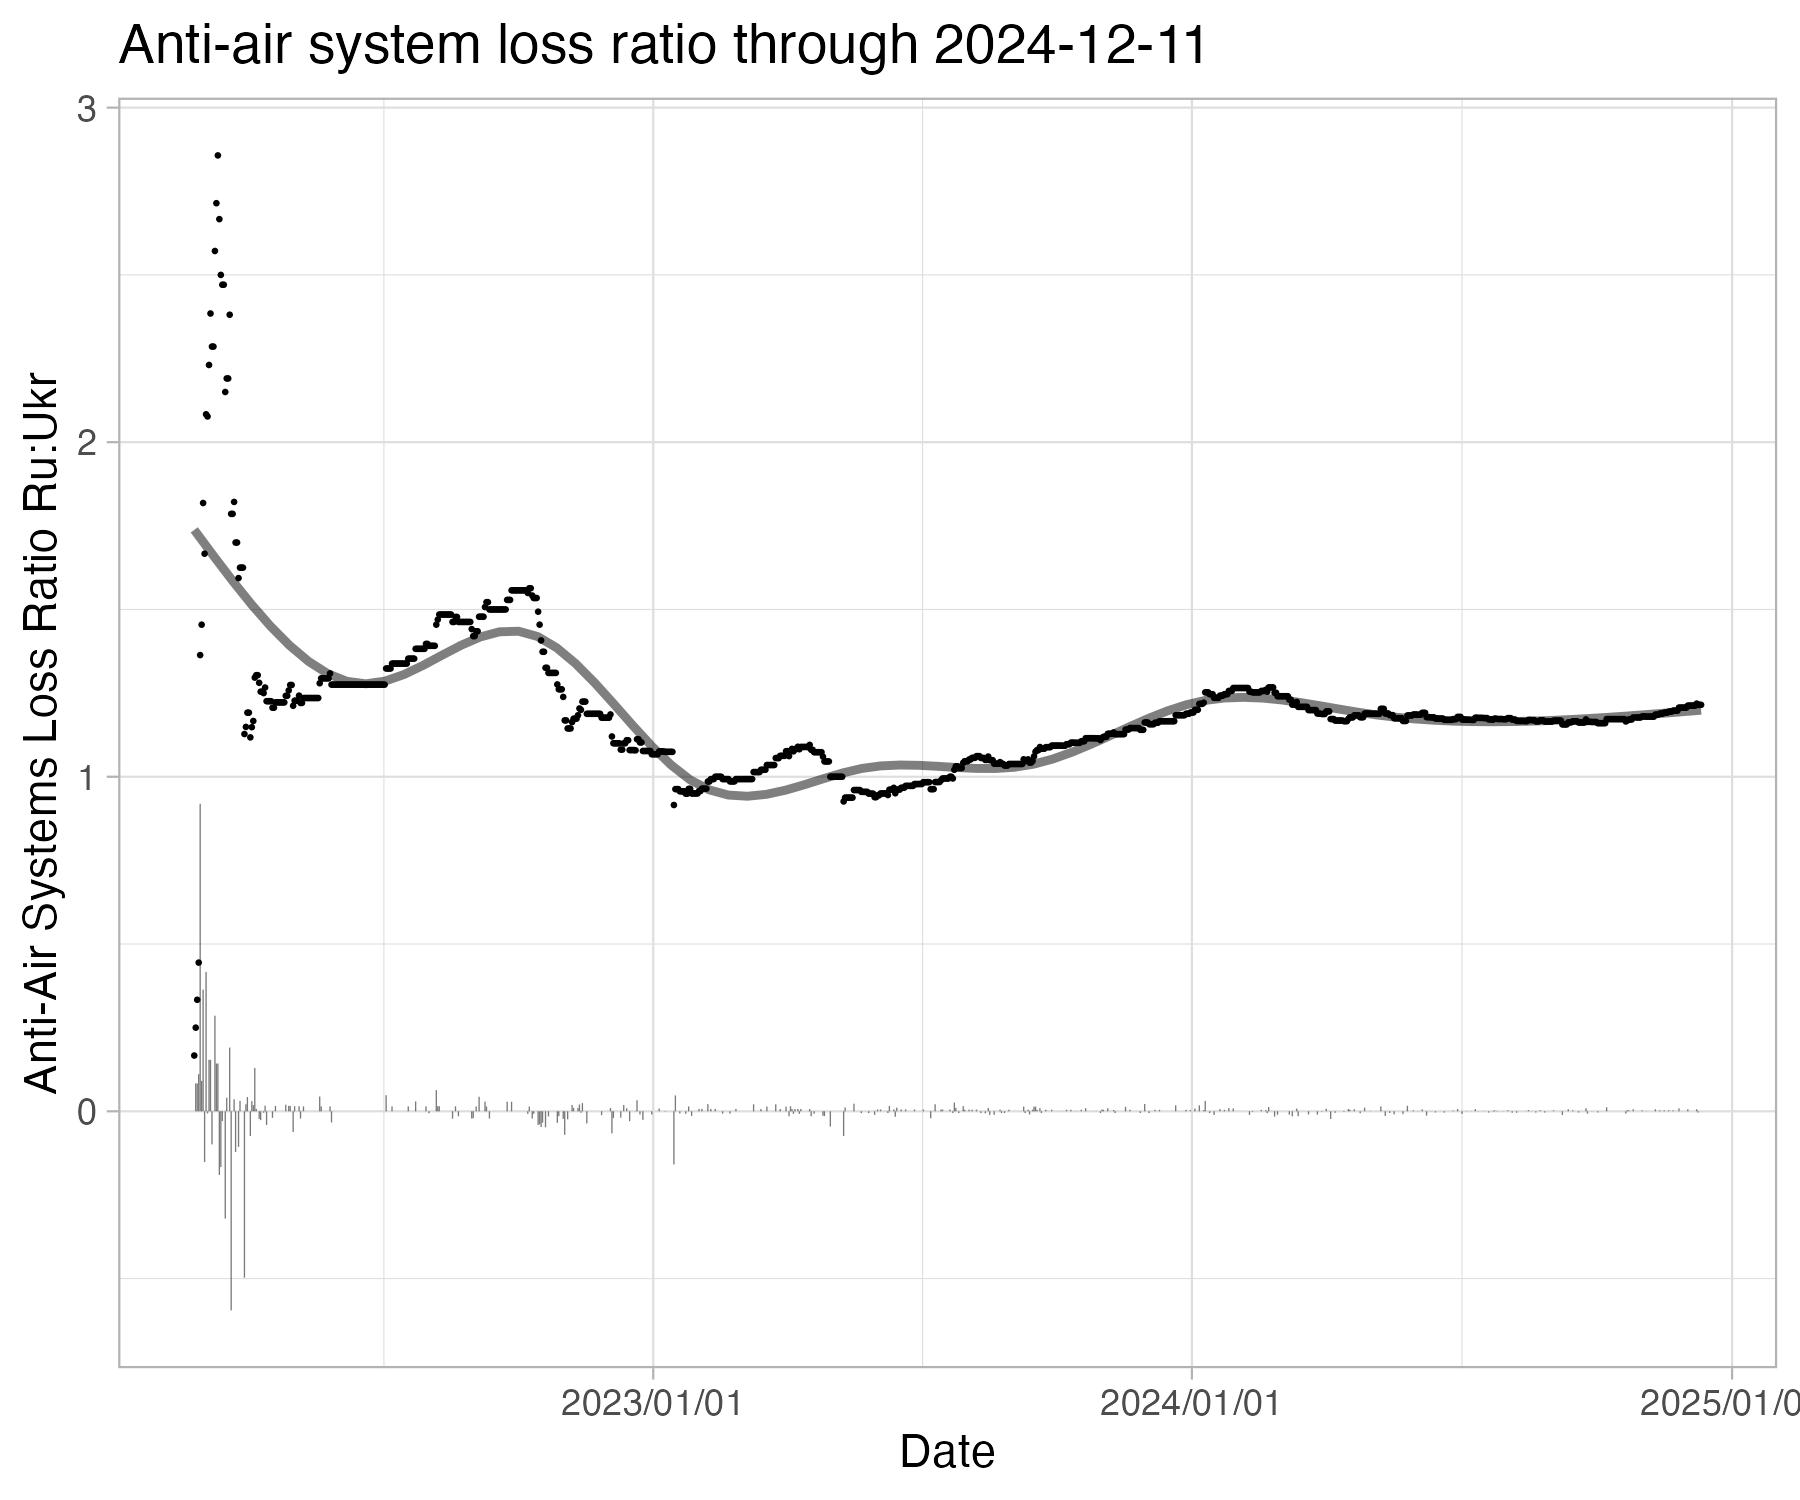 Anti-air system loss ratio through 2024-12-11
Anti-Air Systems Loss Ratio Ru:Ukr
3
2
1
0
2023/01/01
2024/01/01
2025/01/0
Date